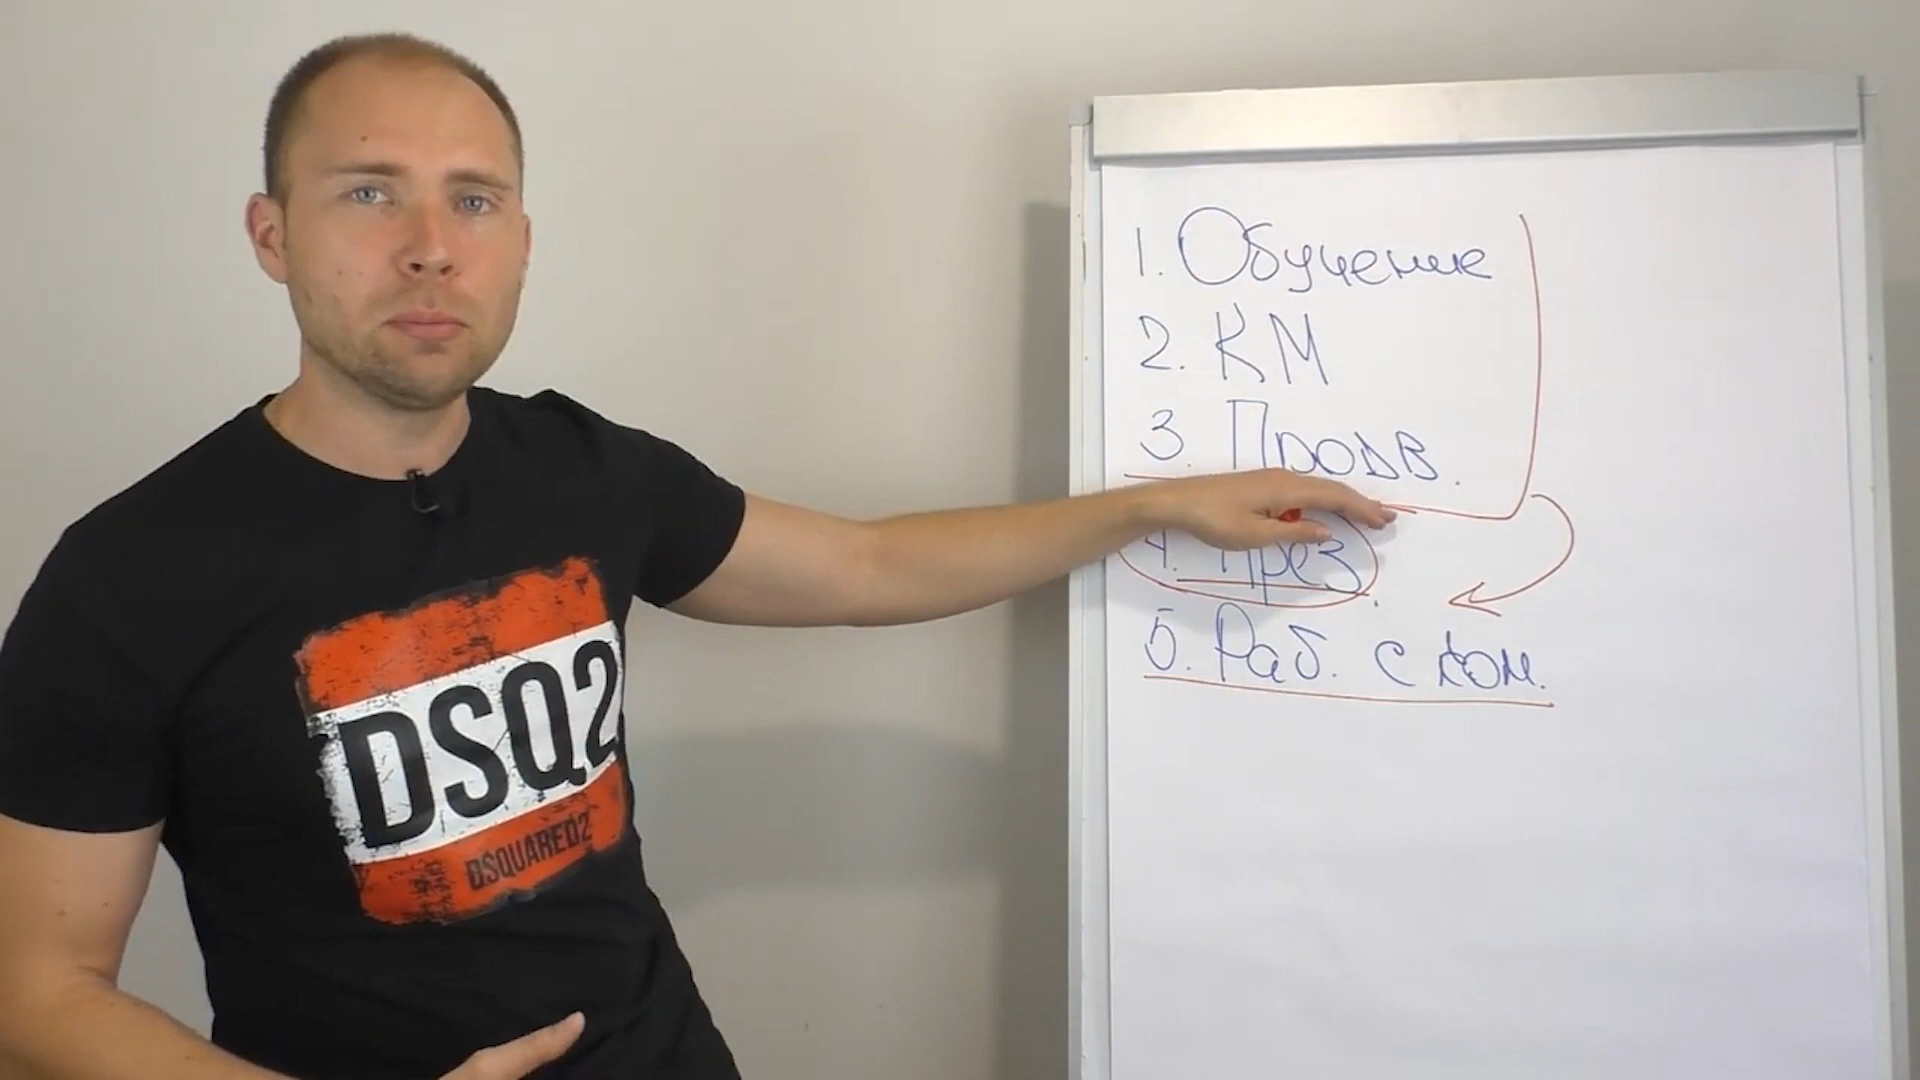 1. Обучение
2. КМ
3. Продв.
4. През.
5. Раб. с ком.
DSQ2
DSQUARED2